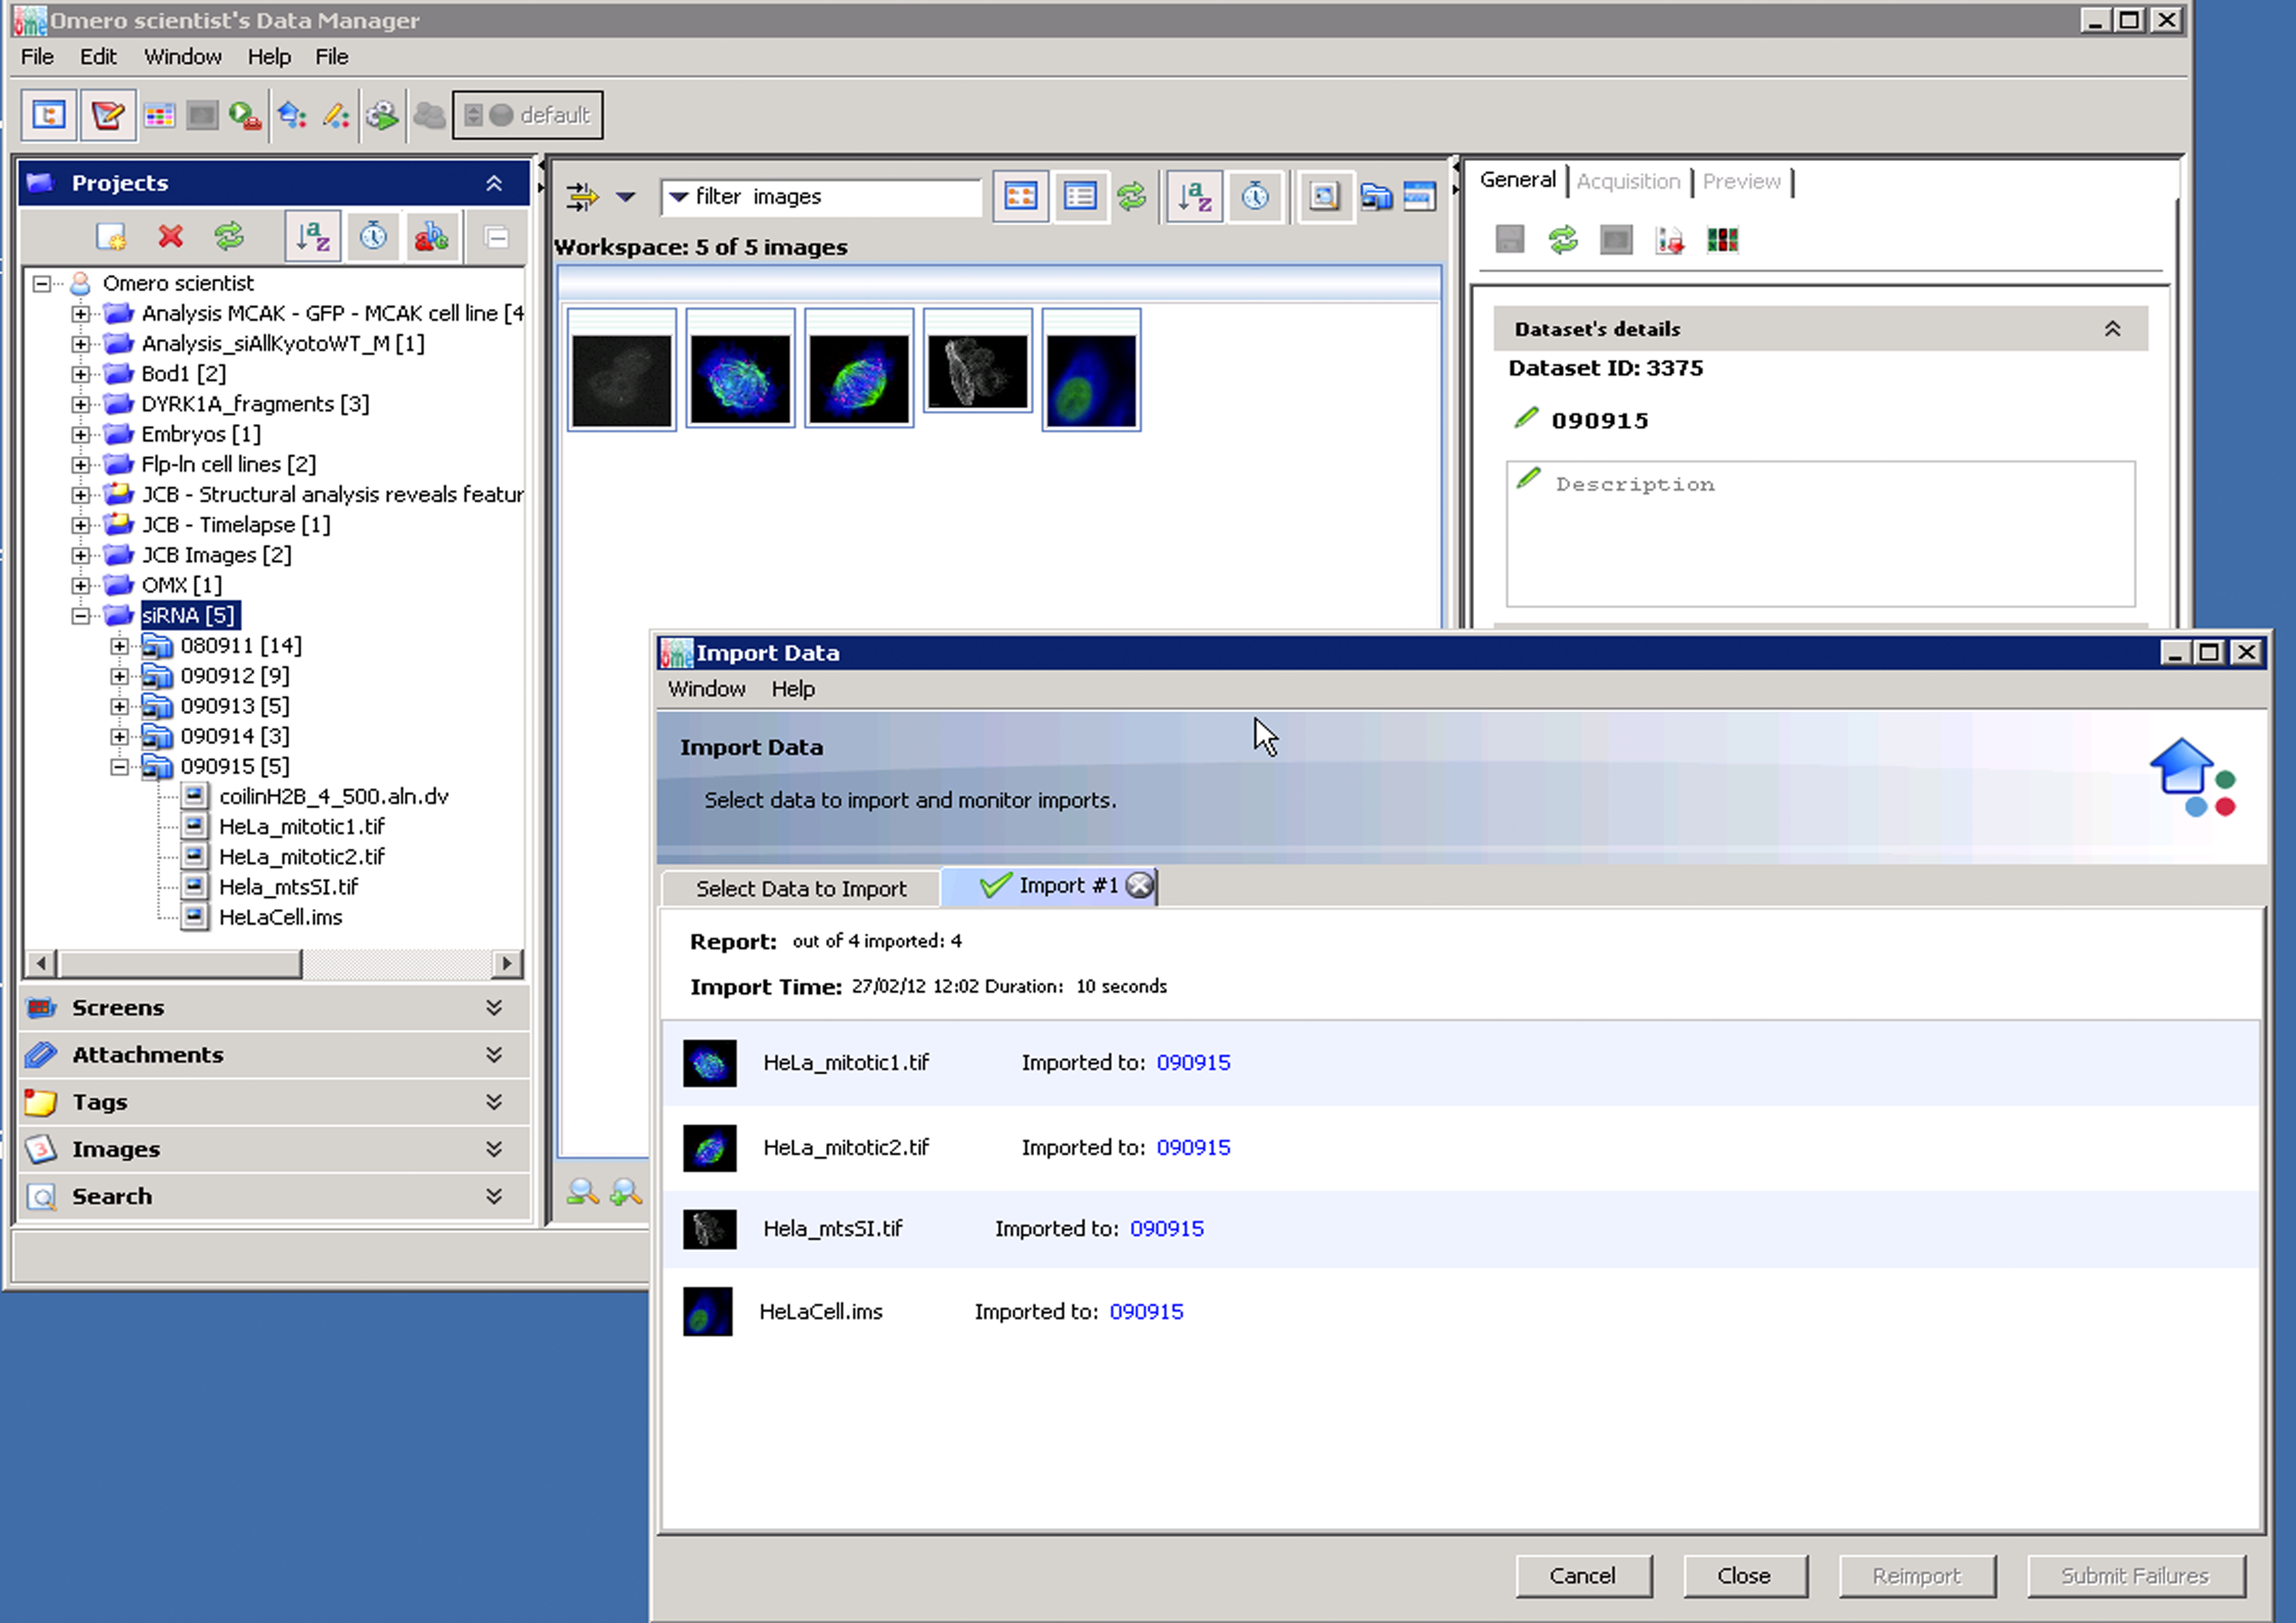 Omero scientist's Data Manager
File Edit Window Help File
default
Projects
Omero scientist
Analysis MCAK - GFP - MCAK cell line [4
Analysis_siAllKyotoWT_M [1]
Bod1 [2]
DYRK1A_fragments [3]
Embryos [1]
Flp-In cell lines [2]
JCB - Structural analysis reveals featur
JCB - Timelapse [1]
JCB Images [2]
OMX [1]
siRNA [5]
080911 [14]
090912 [9]
090913 [5]
090914 [3]
090915 [5]
coilinH2B_4_500.aln.dv
HeLa_mitotic1.tif
HeLa_mitotic2.tif
Hela_mtsSI.tif
HeLaCell.ims
Screens
Attachments
Tags
Images
Search
filter images
Workspace: 5 of 5 images
General Acquisition Preview
Dataset's details
Dataset ID: 3375
090915
Description
Import Data
Window Help
Import Data
Select data to import and monitor imports.
Select Data to Import Import #1
Report: out of 4 imported: 4
Import Time: 27/02/12 12:02 Duration: 10 seconds
HeLa_mitotic1.tif Imported to: 090915
HeLa_mitotic2.tif Imported to: 090915
Hela_mtsSI.tif Imported to: 090915
HeLaCell.ims Imported to: 090915
Cancel Close Reimport Submit Failures